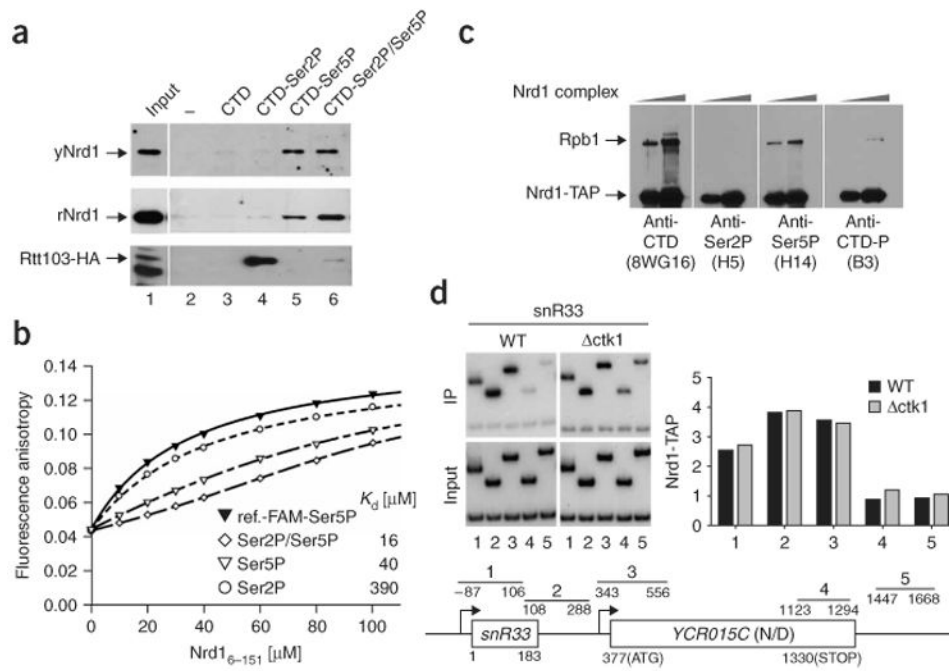 a
Input
–
CTD
CTD-Ser2P
CTD-Ser5P
CTD-Ser2P/Ser5P
yNrd1
rNrd1
Rtt103-HA
1 2 3 4 5 6
b
Fluorescence anisotropy
0.14
0.12
0.10
0.08
0.06
0.04
0.02
0.00
Kd [μM]
ref.-FAM-Ser5P
Ser2P/Ser5P 16
Ser5P 40
Ser2P 390
0 20 40 60 80 100
Nrd16–151 [μM]
c
Nrd1 complex
Rpb1
Nrd1-TAP
Anti-CTD (8WG16)
Anti-Ser2P (H5)
Anti-Ser5P (H14)
Anti-CTD-P (B3)
d
snR33
WT Δctk1
IP
Input
1 2 3 4 5 1 2 3 4 5
Nrd1-TAP
5
4
3
2
1
0
WT
Δctk1
1 2 3 4 5
1
–87 106
2
108 288
3
343 556
4
1123 1294
5
1447 1668
snR33
YCR015C (N/D)
1 183
377(ATG) 1330(STOP)